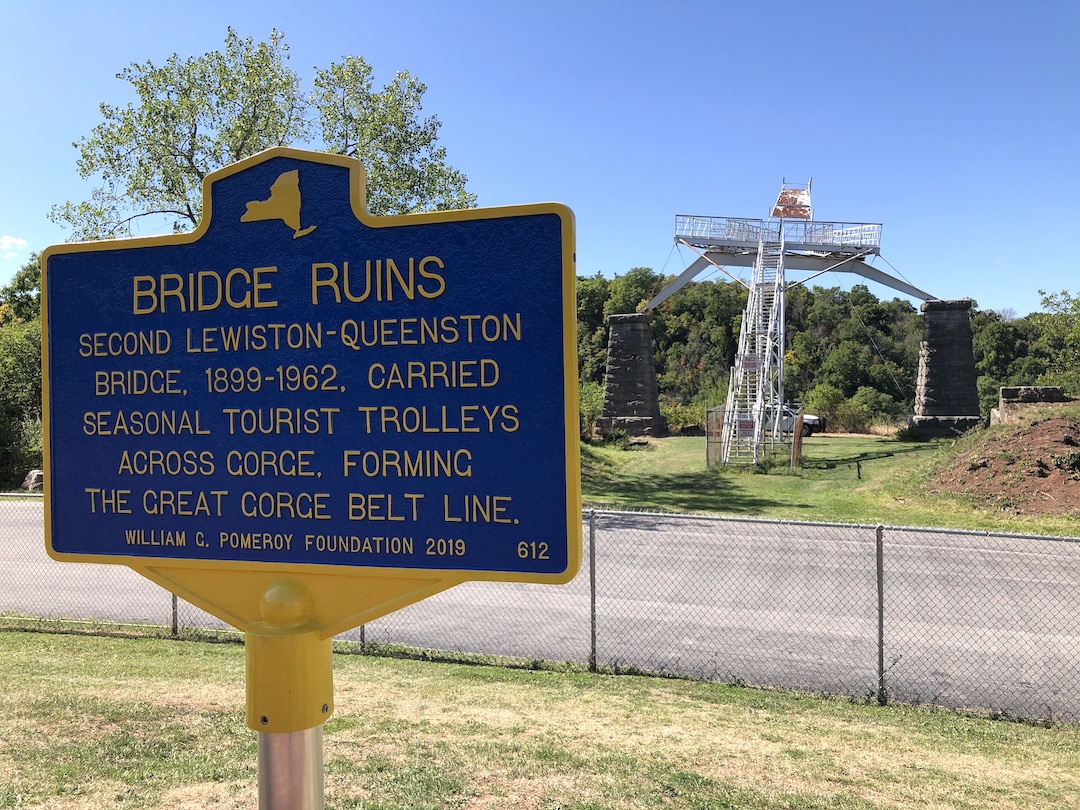 BRIDGE RUINS
SECOND LEWISTON-QUEENSTON
BRIDGE, 1899-1962, CARRIED
SEASONAL TOURIST TROLLEYS
ACROSS GORGE, FORMING
THE GREAT GORGE BELT LINE.
WILLIAM G. POMEROY FOUNDATION 2019 612